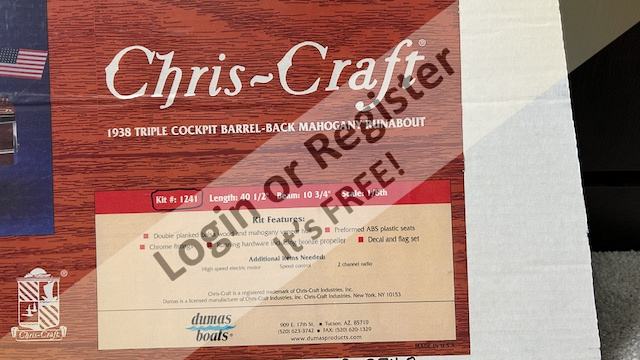 Chris~Craft®
1938 TRIPLE COCKPIT BARREL-BACK MAHOGANY RUNABOUT
Kit #: 1241 Length: 40 1/2" Beam: 10 3/4" Scale: 1/8th
Kit Features:
Double planked wood and mahogany
Preformed ABS plastic seats
Chrome fittings
Running hardware bronze propeller
Decal and flag set
Additional Items Needed:
High speed electric motor Speed control 2 channel radio
Chris-Craft is a registered trademark of Chris-Craft Industries, Inc.
Dumas is a licensed manufacturer of Chris-Craft Industries, Inc. Chris-Craft Industries, New York, NY 10153
dumas
boats®
909 E. 17th St. ■ Tucson, AZ. 85719
(520) 623-3742 ■ FAX: (520) 620-1329
www.dumasproducts.com
MADE IN U.S.A.
Chris-Craft
®
Login or Register
It's FREE!